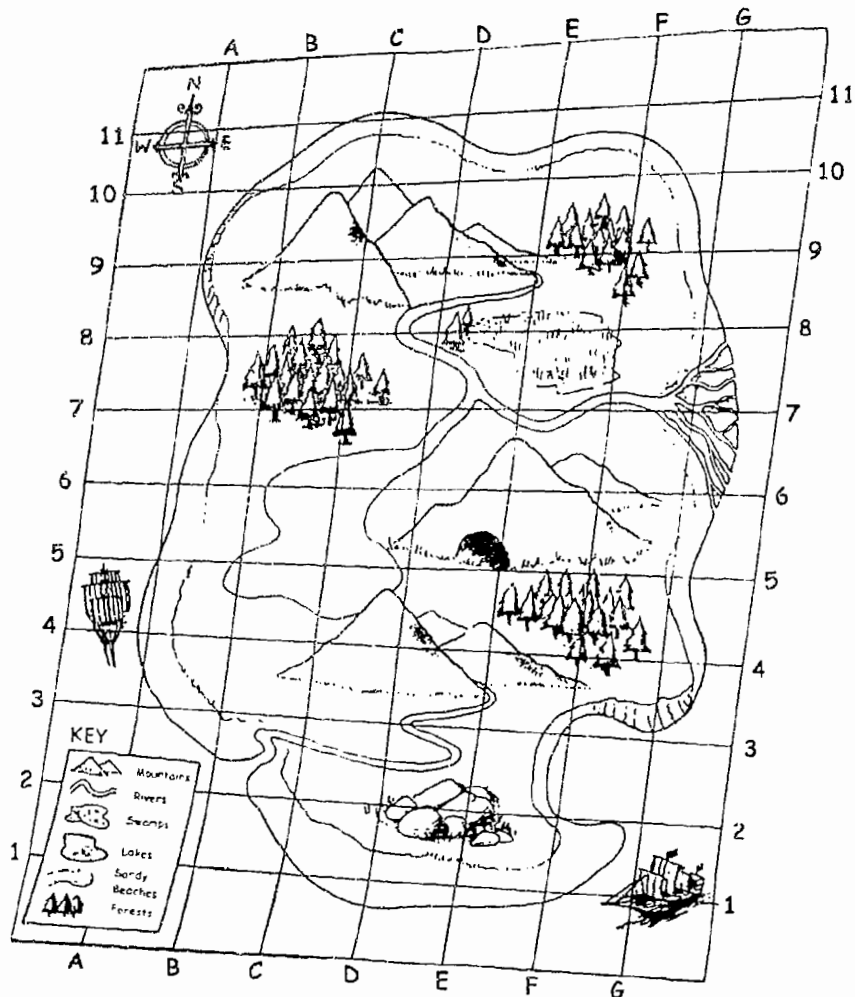 A B C D E F G
N
W E
S
11 11
10 10
9 9
8 8
7 7
6 6
5 5
4 4
3 3
2 2
1 1
KEY
Mountains
Rivers
Swamps
Lakes
Sandy
Beaches
Forests
A B C D E F G